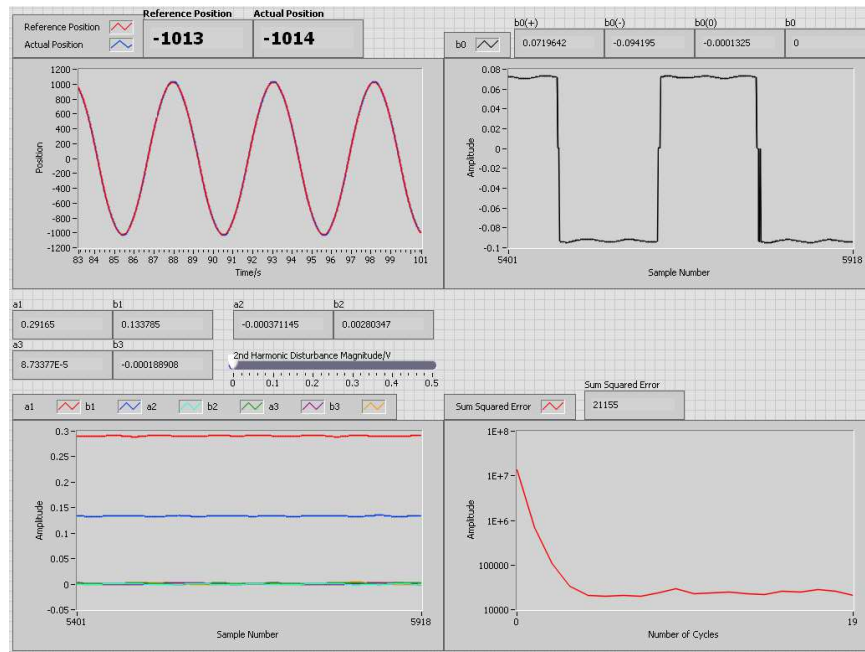 Reference Position
Actual Position
Reference Position Actual Position
-1013 -1014
b0
b0(+) b0(-) b0(0) b0
0.0719642 -0.094195 -0.0001325 0
1200
1000
800
600
400
200
0
-200
-400
-600
-800
-1000
-1200
Position
83 84 85 86 87 88 89 90 91 92 93 94 95 96 97 98 99 101
Time/s
0.08
0.06
0.04
0.02
0
-0.02
-0.04
-0.06
-0.08
-0.1
Amplitude
5401 5918
Sample Number
a1 b1 a2 b2
0.29165 0.133785 -0.000371145 0.00280347
a3 b3
8.73377E-5 -0.000188908
2nd Harmonic Disturbance Magnitude/V
0 0.1 0.2 0.3 0.4 0.5
a1 b1 a2 b2 a3 b3
0.3
0.25
0.2
0.15
0.1
0.05
0
-0.05
Amplitude
5401 5918
Sample Number
Sum Squared Error
Sum Squared Error
21155
1E+8
1E+7
1E+6
100000
10000
Amplitude
0 19
Number of Cycles